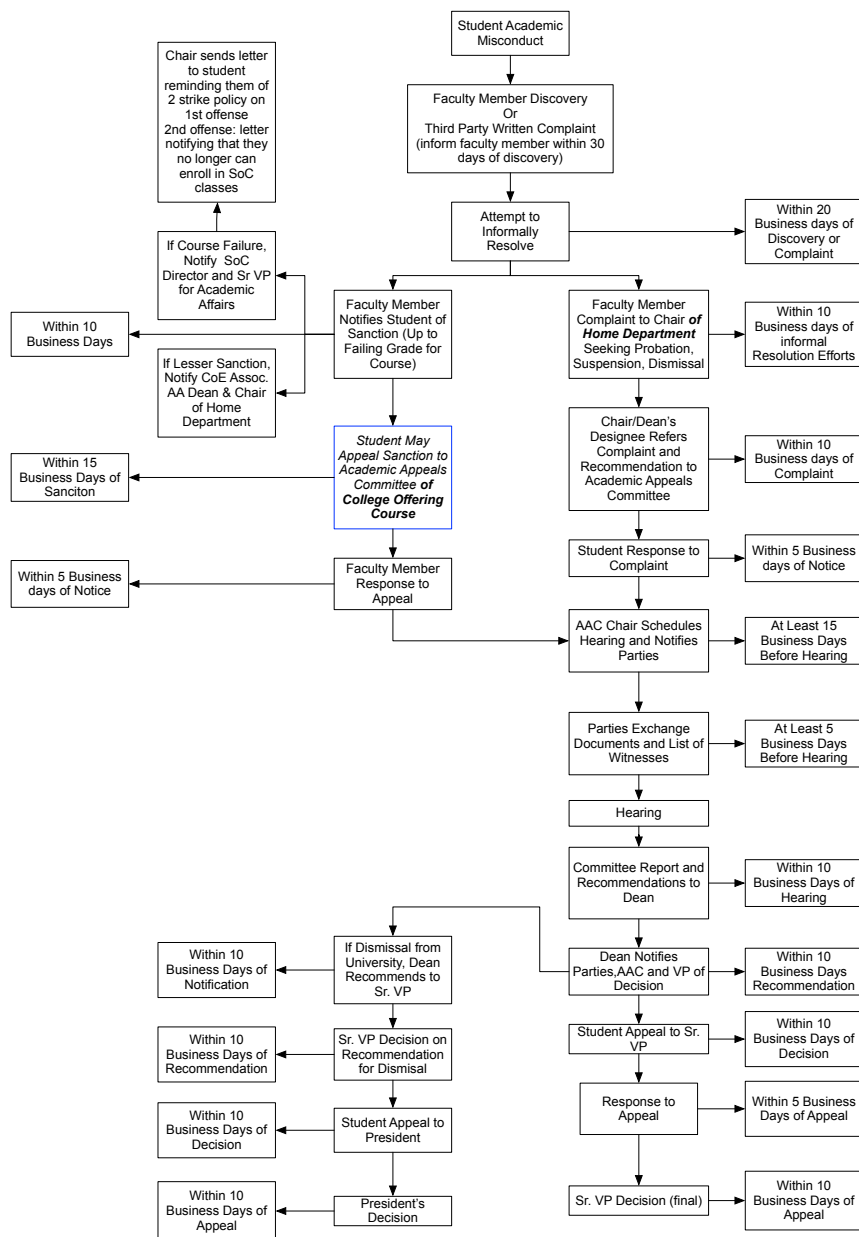 Student Academic
Misconduct
Chair sends letter
to student
reminding them of
2 strike policy on
1st offense
2nd offense: letter
notifying that they
no longer can
enroll in SoC
classes
Faculty Member Discovery
Or
Third Party Written Complaint
(inform faculty member within 30
days of discovery)
Attempt to
Informally
Resolve
Within 20
Business days of
Discovery or
Complaint
If Course Failure,
Notify SoC
Director and Sr VP
for Academic
Affairs
Faculty Member
Notifies Student of
Sanction (Up to
Failing Grade for
Course)
Faculty Member
Complaint to Chair of
Home Department
Seeking Probation,
Suspension, Dismissal
Within 10
Business days of
informal
Resolution Efforts
Within 10
Business Days
If Lesser Sanction,
Notify CoE Assoc.
AA Dean & Chair
of Home
Department
Student May
Appeal Sanction to
Academic Appeals
Committee of
College Offering
Course
Chair/Dean's
Designee Refers
Complaint and
Recommendation to
Academic Appeals
Committee
Within 10
Business days of
Complaint
Within 15
Business Days of
Sanciton
Student Response to
Complaint
Within 5 Business
days of Notice
Within 5 Business
days of Notice
Faculty Member
Response to
Appeal
AAC Chair Schedules
Hearing and Notifies
Parties
At Least 15
Business Days
Before Hearing
Parties Exchange
Documents and List of
Witnesses
At Least 5
Business Days
Before Hearing
Hearing
Committee Report and
Recommendations to
Dean
Within 10
Business Days of
Hearing
Within 10
Business Days of
Notification
If Dismissal from
University, Dean
Recommends to
Sr. VP
Dean Notifies
Parties,AAC and VP of
Decision
Within 10
Business Days
Recommendation
Within 10
Business Days of
Recommendation
Sr. VP Decision on
Recommendation
for Dismisal
Student Appeal to Sr.
VP
Within 10
Business Days of
Decision
Within 10
Business Days of
Decision
Student Appeal to
President
Response to
Appeal
Within 5 Business
Days of Appeal
Within 10
Business Days of
Appeal
President's
Decision
Sr. VP Decision (final)
Within 10
Business Days of
Appeal